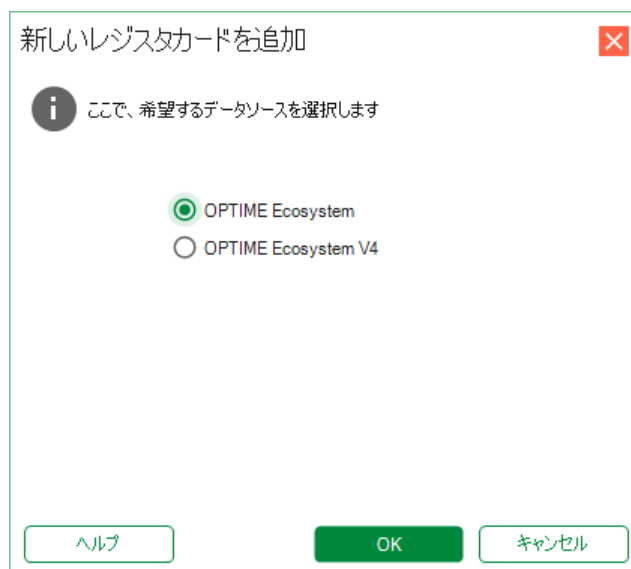 新しいレジスタカードを追加
ここで、希望するデータソースを選択します
OPTIME Ecosystem
OPTIME Ecosystem V4
ヘルプ
OK
キャンセル